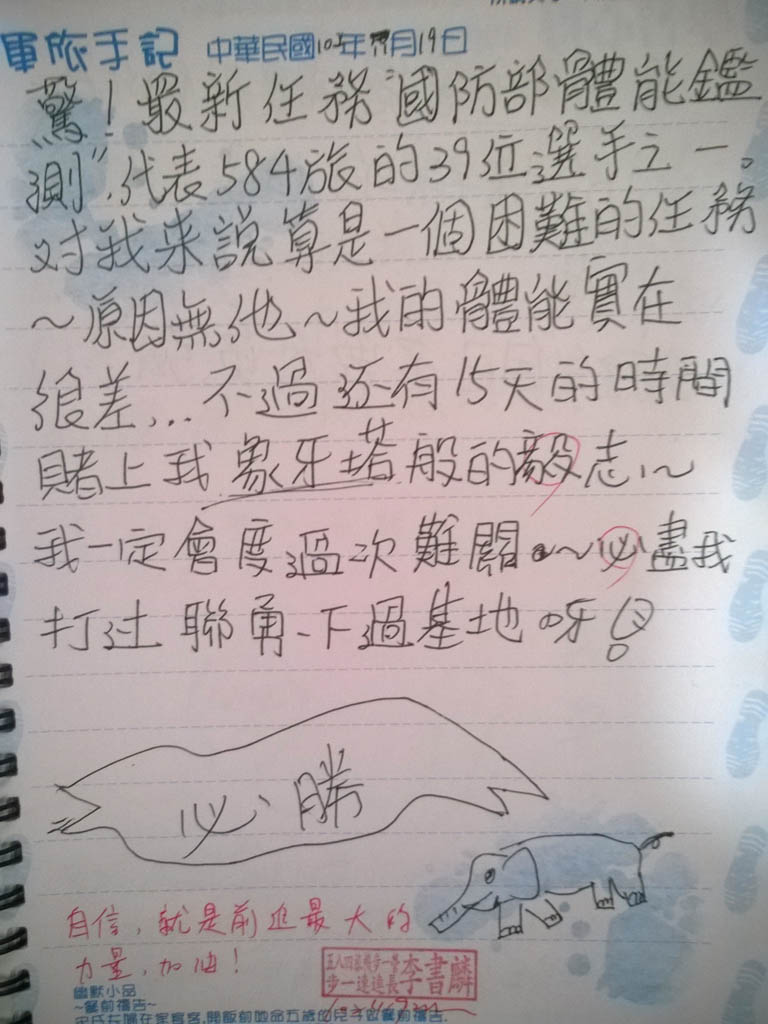 軍旅手記 中華民國 年 月19日
驚!最新任務"國防部體能鑑
測",代表584旅的39位選手之一。
对我来說算是一個困難的任務
～原因無他～我的體能實在
很差...不過还有15天的時間
賭上我象牙塔般的毅志,～
我一定會度過次難關。～必盡我
打过聯勇、下過基地呀!
必勝
自信,就是前進最大的
力量,加油!
步一連連長李書麟
幽默小品
～餐前禱告～